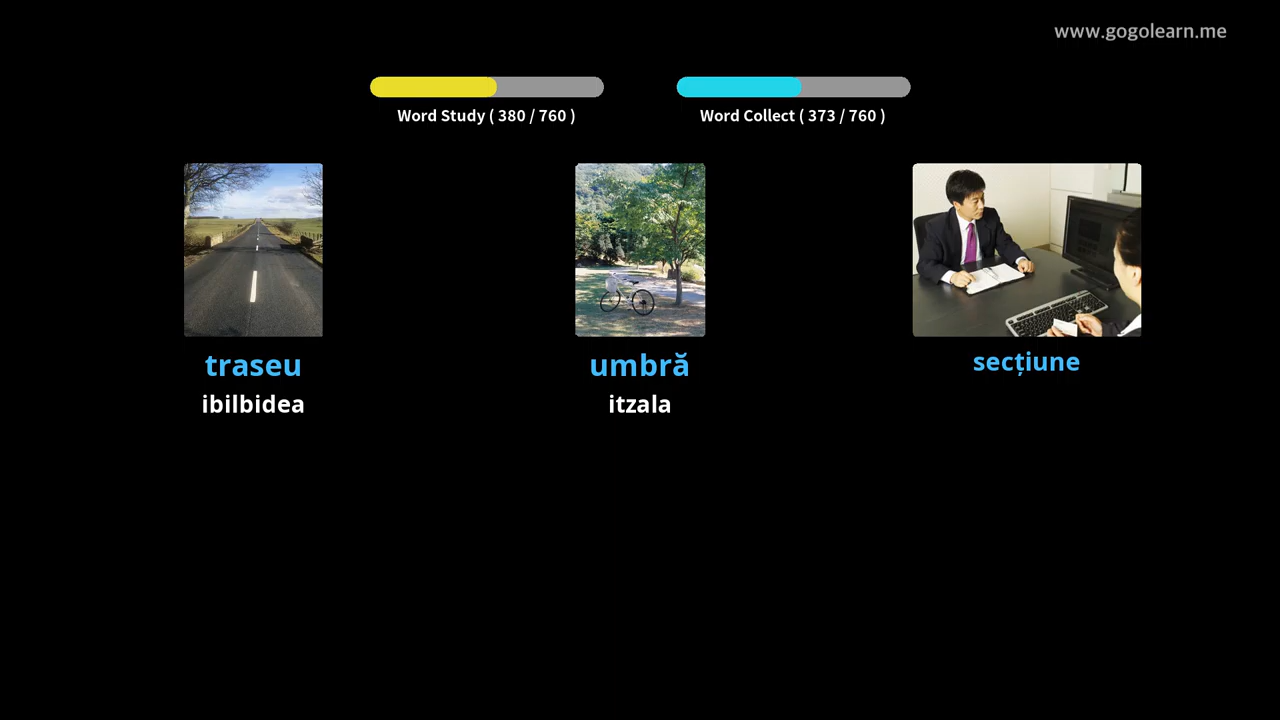 www.gogolearn.me
Word Study ( 380 / 760 )
Word Collect ( 373 / 760 )
traseu
umbră
secțiune
ibilbidea
itzala